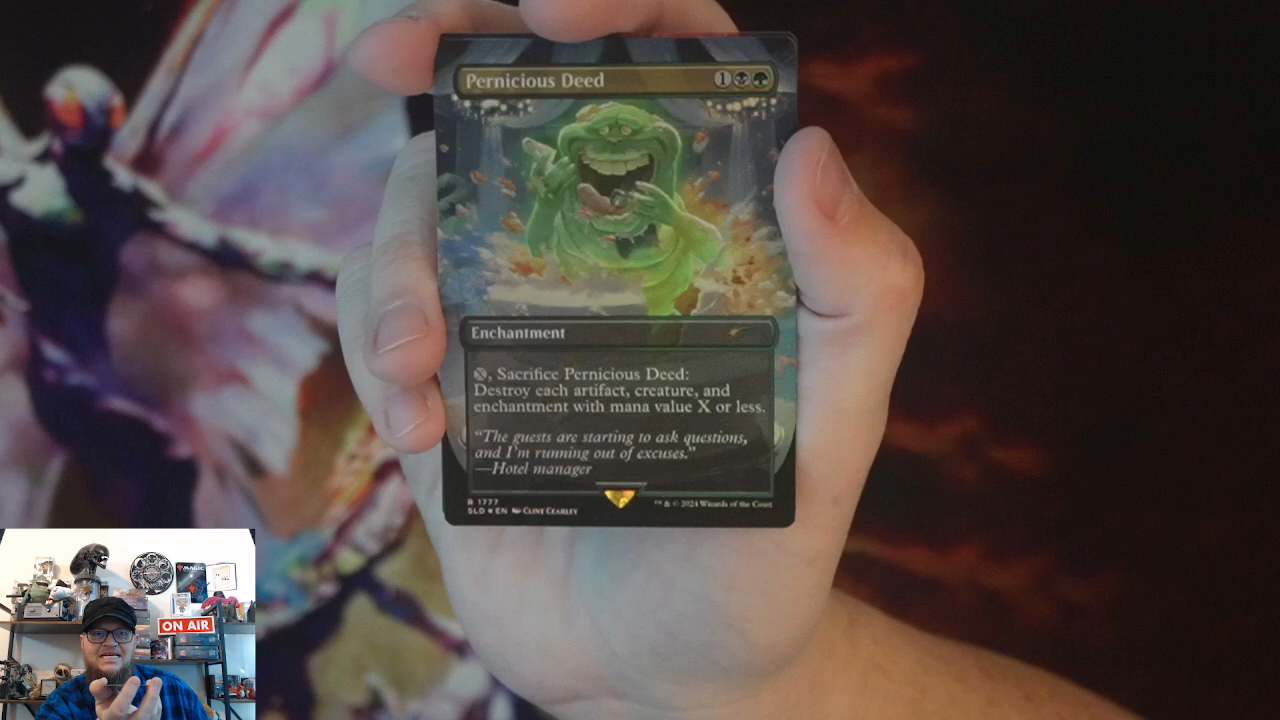 Pernicious Deed 1
Enchantment
X, Sacrifice Pernicious Deed:
Destroy each artifact, creature, and
enchantment with mana value X or less.
"The guests are starting to ask questions,
and I'm running out of excuses."
—Hotel manager
R 1777
SLD ★ EN CLINT CEARLEY
™ & © 2024 Wizards of the Coast
MAGIC
ON AIR